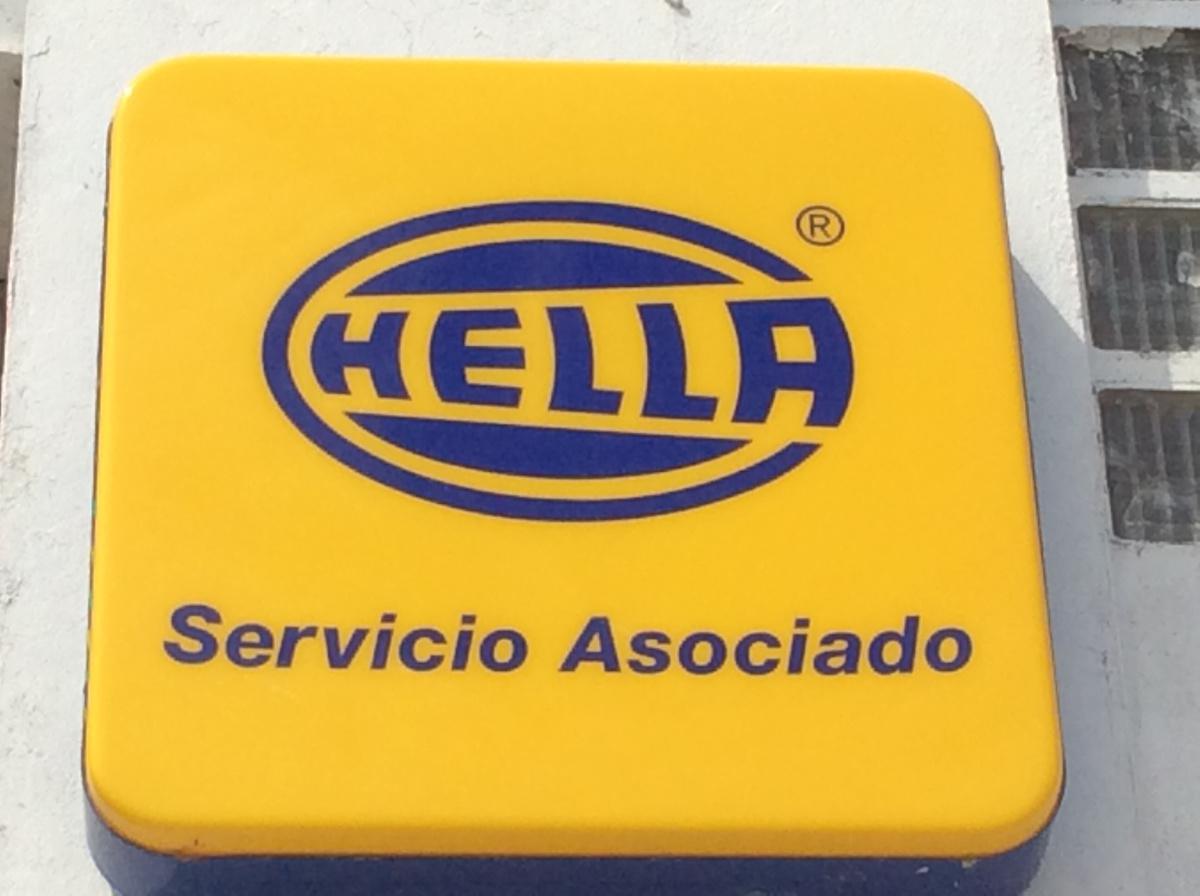 HELLA ®
Servicio Asociado